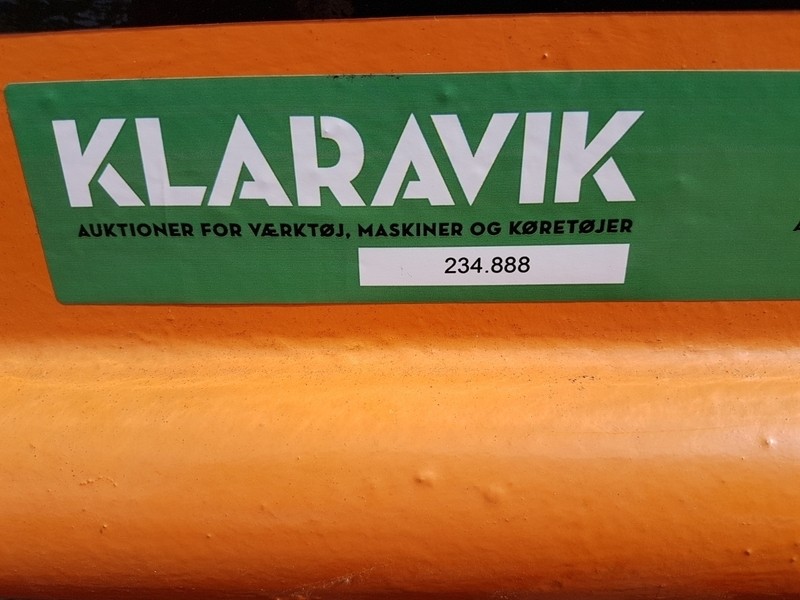 KLARAVIK
AUKTIONER FOR VÆRKTØJ, MASKINER OG KØRETØJER
234.888